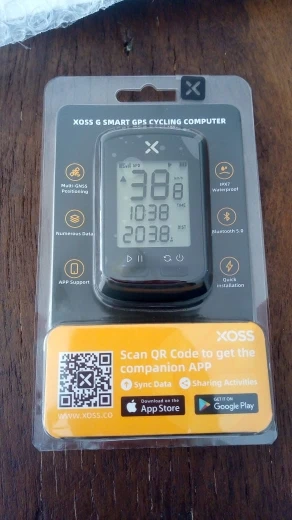 XOSS G SMART GPS CYCLING COMPUTER
X
38.8
1038
2038.
Multi-GNSS
Positioning
IPX7
Waterproof
Numerous Data
Bluetooth 5.0
APP Support
Quick
Installation
XOSS
Scan QR Code to get the
companion APP
Sync Data
Sharing Activities
WWW.XOSS.CO
Download on the
App Store
GET IT ON
Google Play